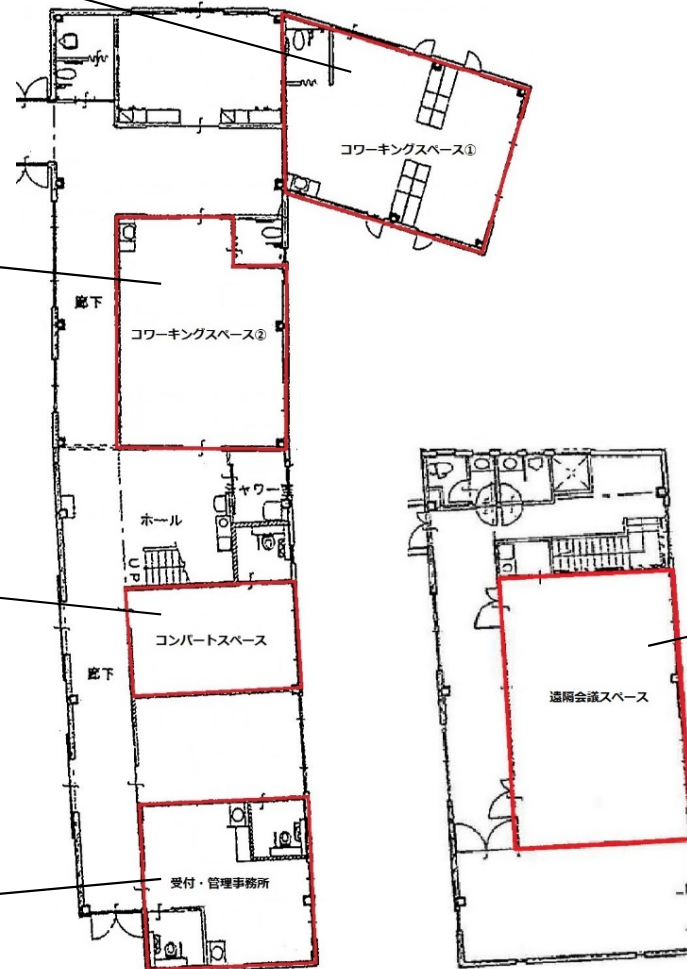 コワーキングスペース①
廊下
コワーキングスペース②
シャワー室
ホール
UP
コンバートスペース
廊下
遠隔会議スペース
受付・管理事務所